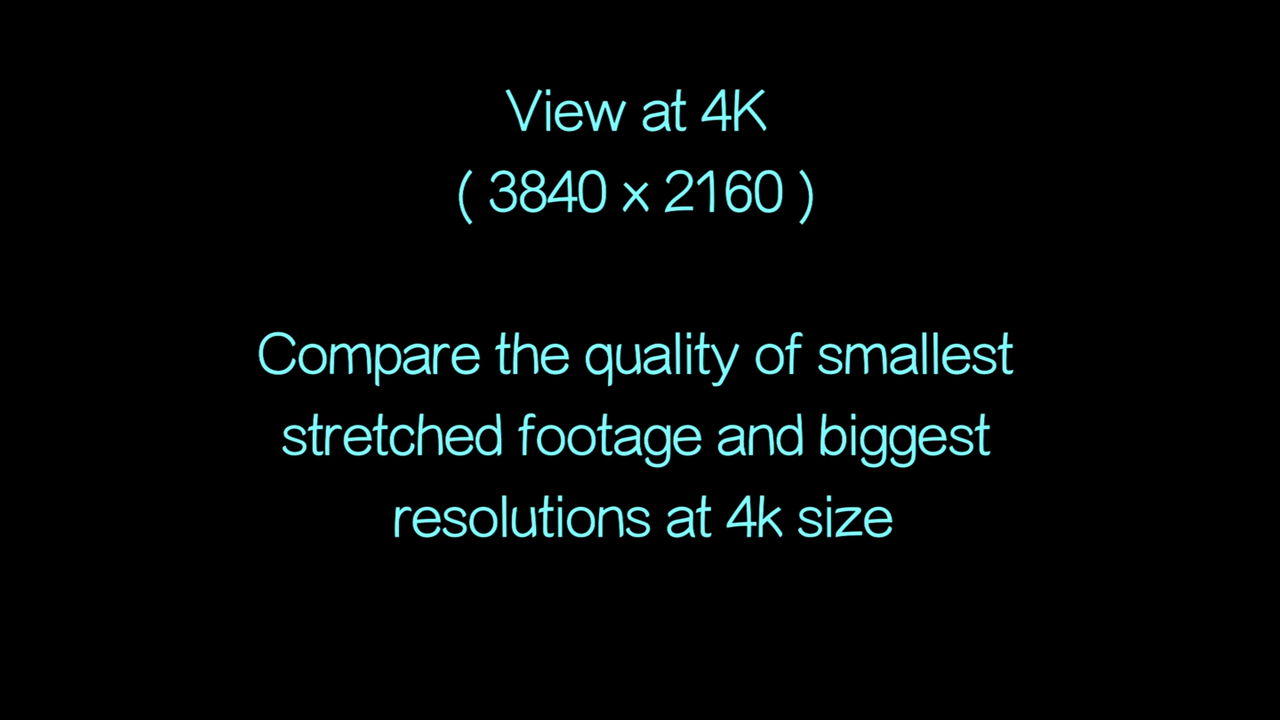 View at 4K
( 3840 x 2160 )
Compare the quality of smallest
stretched footage and biggest
resolutions at 4k size